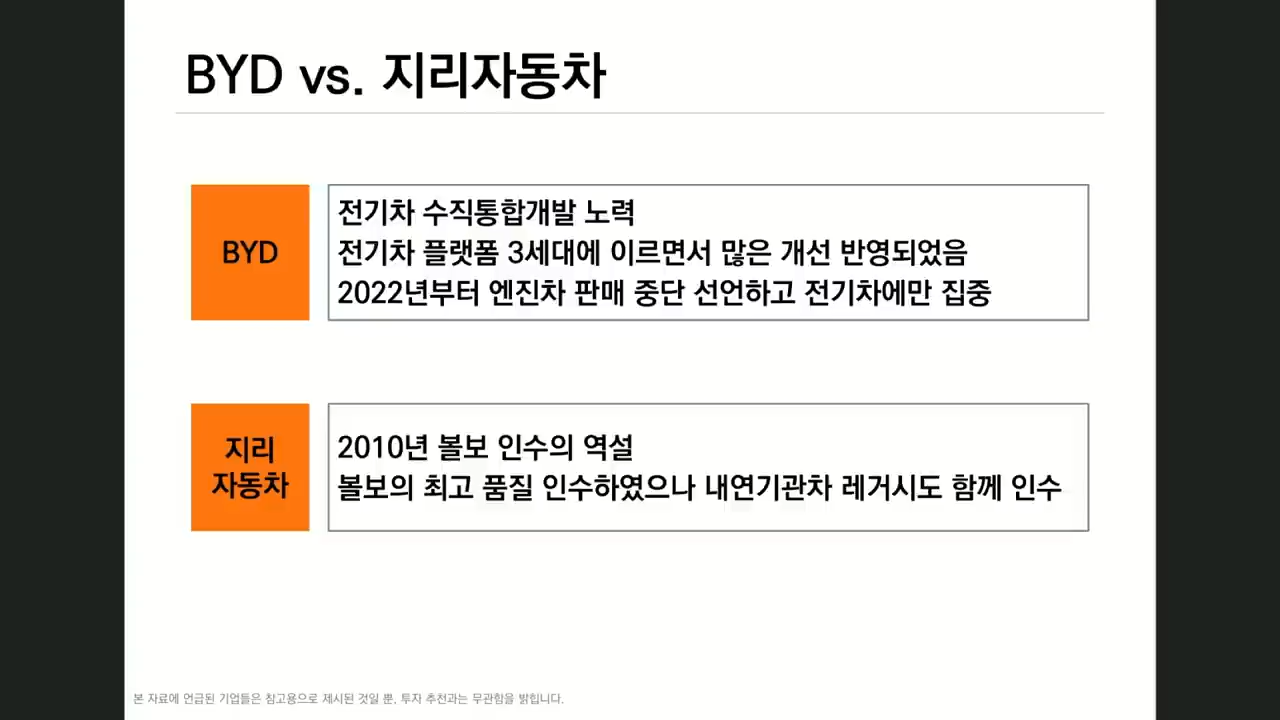 BYD vs. 지리자동차
BYD
전기차 수직통합개발 노력
전기차 플랫폼 3세대에 이르면서 많은 개선 반영되었음
2022년부터 엔진차 판매 중단 선언하고 전기차에만 집중
지리
자동차
2010년 볼보 인수의 역설
볼보의 최고 품질 인수하였으나 내연기관차 레거시도 함께 인수
본 자료에 언급된 기업들은 참고용으로 제시된 것일 뿐, 투자 추천과는 무관함을 밝힙니다.